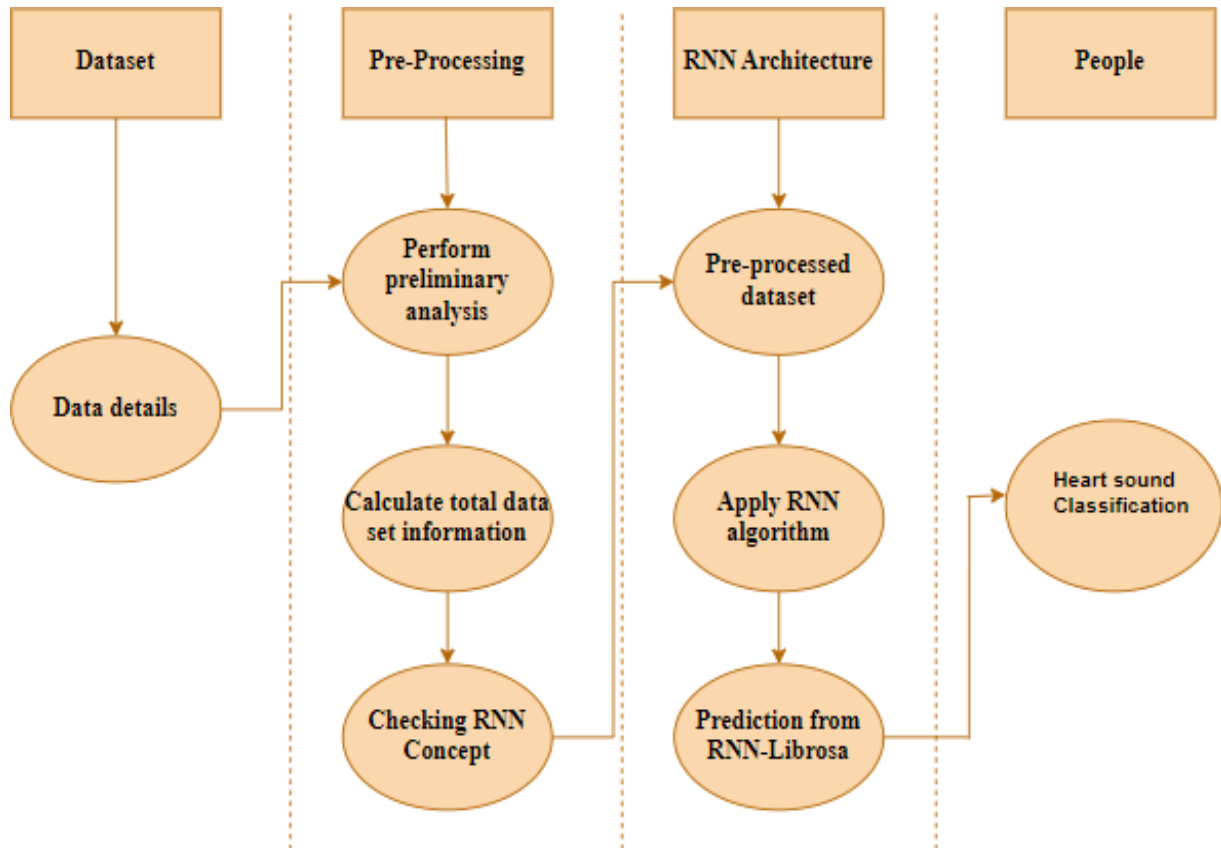 Dataset
Pre-Processing
RNN Architecture
People
Perform
preliminary
analysis
Pre-processed
dataset
Data details
Calculate total data
set information
Apply RNN
algorithm
Heart sound
Classification
Checking RNN
Concept
Prediction from
RNN-Librosa